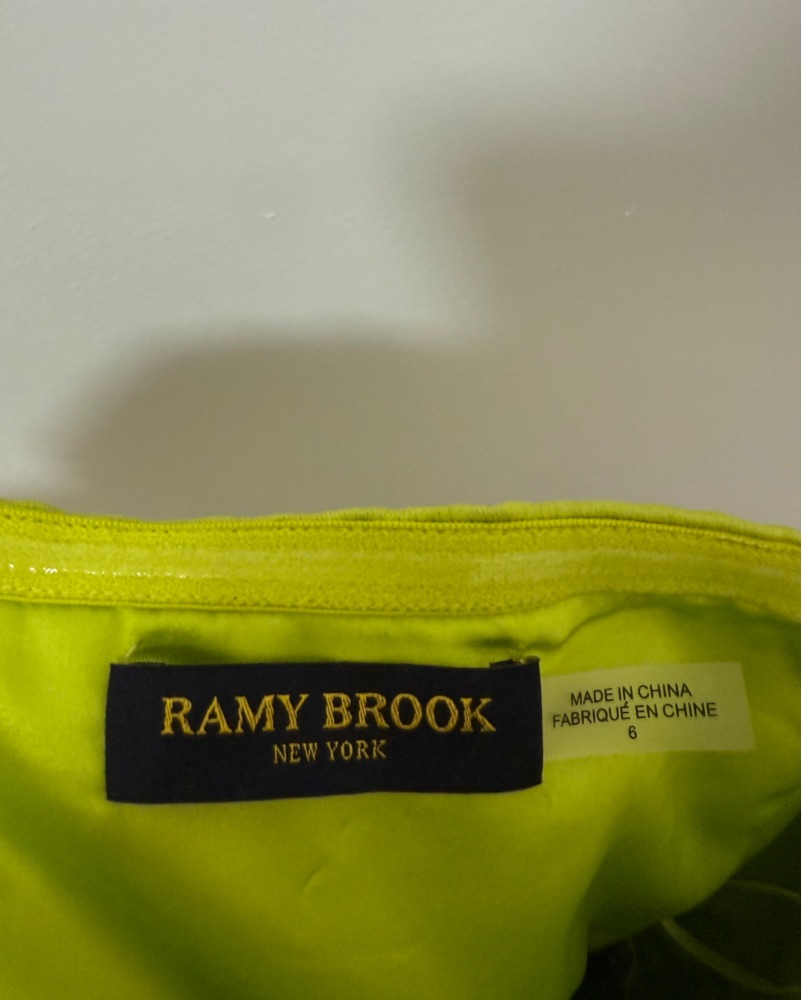 RAMY BROOK
NEW YORK
MADE IN CHINA
FABRIQUÉ EN CHINE
6